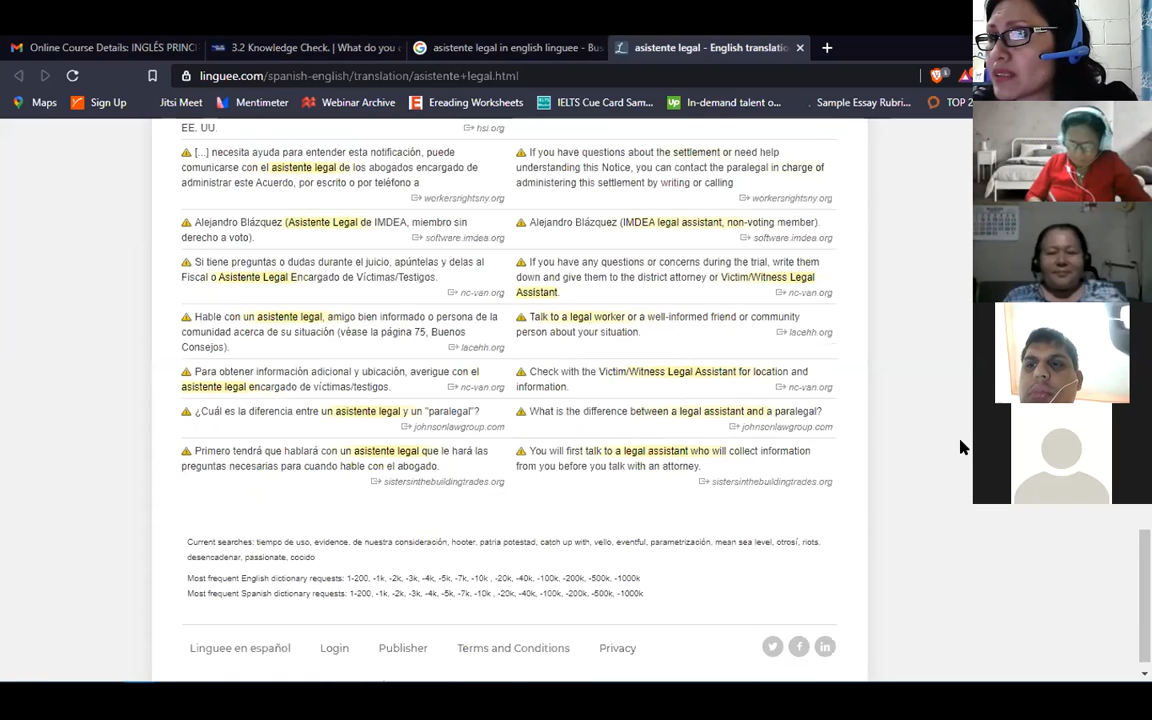 Online Course Details: INGLÉS PRINC
3.2 Knowledge Check. | What do you
asistente legal in english linguee - Bus
asistente legal - English translatio
linguee.com/spanish-english/translation/asistente+legal.html
Maps
Sign Up
Jitsi Meet
Mentimeter
Webinar Archive
Ereading Worksheets
IELTS Cue Card Sam...
In-demand talent o...
Sample Essay Rubri...
TOP 2
EE. UU.
hsi.org
[...] necesita ayuda para entender esta notificación, puede
comunicarse con el asistente legal de los abogados encargado de
administrar este Acuerdo, por escrito o por teléfono a
workersrightsny.org
If you have questions about the settlement or need help
understanding this Notice, you can contact the paralegal in charge of
administering this settlement by writing or calling
workersrightsny.org
Alejandro Blázquez (Asistente Legal de IMDEA, miembro sin
derecho a voto).
software.imdea.org
Alejandro Blázquez (IMDEA legal assistant, non-voting member).
software.imdea.org
Si tiene preguntas o dudas durante el juicio, apúntelas y delas al
Fiscal o Asistente Legal Encargado de Víctimas/Testigos.
nc-van.org
If you have any questions or concerns during the trial, write them
down and give them to the district attorney or Victim/Witness Legal
Assistant.
nc-van.org
Hable con un asistente legal, amigo bien informado o persona de la
comunidad acerca de su situación (véase la página 75, Buenos
Consejos).
lacehh.org
Talk to a legal worker or a well-informed friend or community
person about your situation.
lacehh.org
Para obtener información adicional y ubicación, averigue con el
asistente legal encargado de víctimas/testigos.
nc-van.org
Check with the Victim/Witness Legal Assistant for location and
information.
nc-van.org
¿Cuál es la diferencia entre un asistente legal y un "paralegal"?
johnsonlawgroup.com
What is the difference between a legal assistant and a paralegal?
johnsonlawgroup.com
Primero tendrá que hablará con un asistente legal que le hará las
preguntas necesarias para cuando hable con el abogado.
sistersinthebuildingtrades.org
You will first talk to a legal assistant who will collect information
from you before you talk with an attorney.
sistersinthebuildingtrades.org
Current searches: tiempo de uso, evidence, de nuestra consideración, hooter, patria potestad, catch up with, vello, eventful, parametrización, mean sea level, otrosí, riots,
desencadenar, passionate, cocido
Most frequent English dictionary requests: 1-200, -1k, -2k, -3k, -4k, -5k, -7k, -10k , -20k, -40k, -100k, -200k, -500k, -1000k
Most frequent Spanish dictionary requests: 1-200, -1k, -2k, -3k, -4k, -5k, -7k, -10k , -20k, -40k, -100k, -200k, -500k, -1000k
Linguee en español
Login
Publisher
Terms and Conditions
Privacy